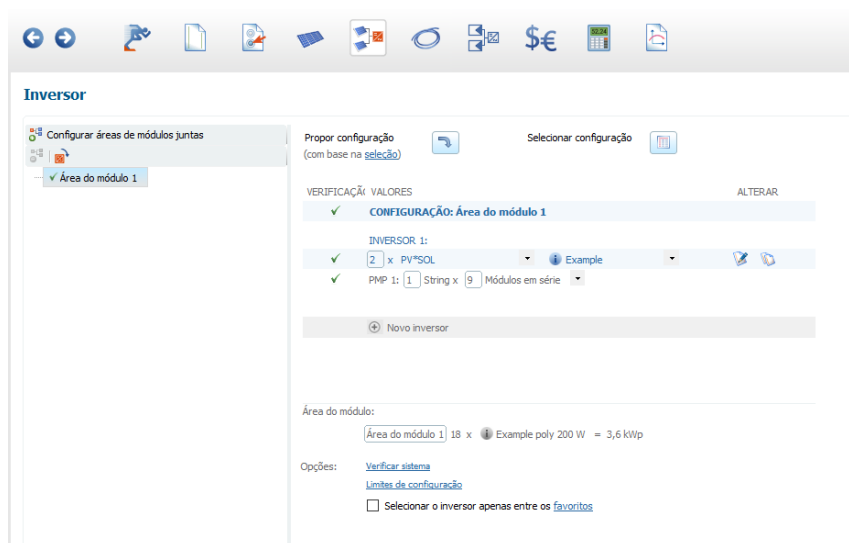 $€
52,24
Inversor
Configurar áreas de módulos juntas
Área do módulo 1
Propor configuração
(com base na seleção)
Selecionar configuração
VERIFICAÇÃ( VALORES
ALTERAR
CONFIGURAÇÃO: Área do módulo 1
INVERSOR 1:
2 x PV*SOL Example
PMP 1: 1 String x 9 Módulos em série
Novo inversor
Área do módulo:
Área do módulo 1 18 x Example poly 200 W = 3,6 kWp
Opções: Verificar sistema
Limites de configuração
Selecionar o inversor apenas entre os favoritos